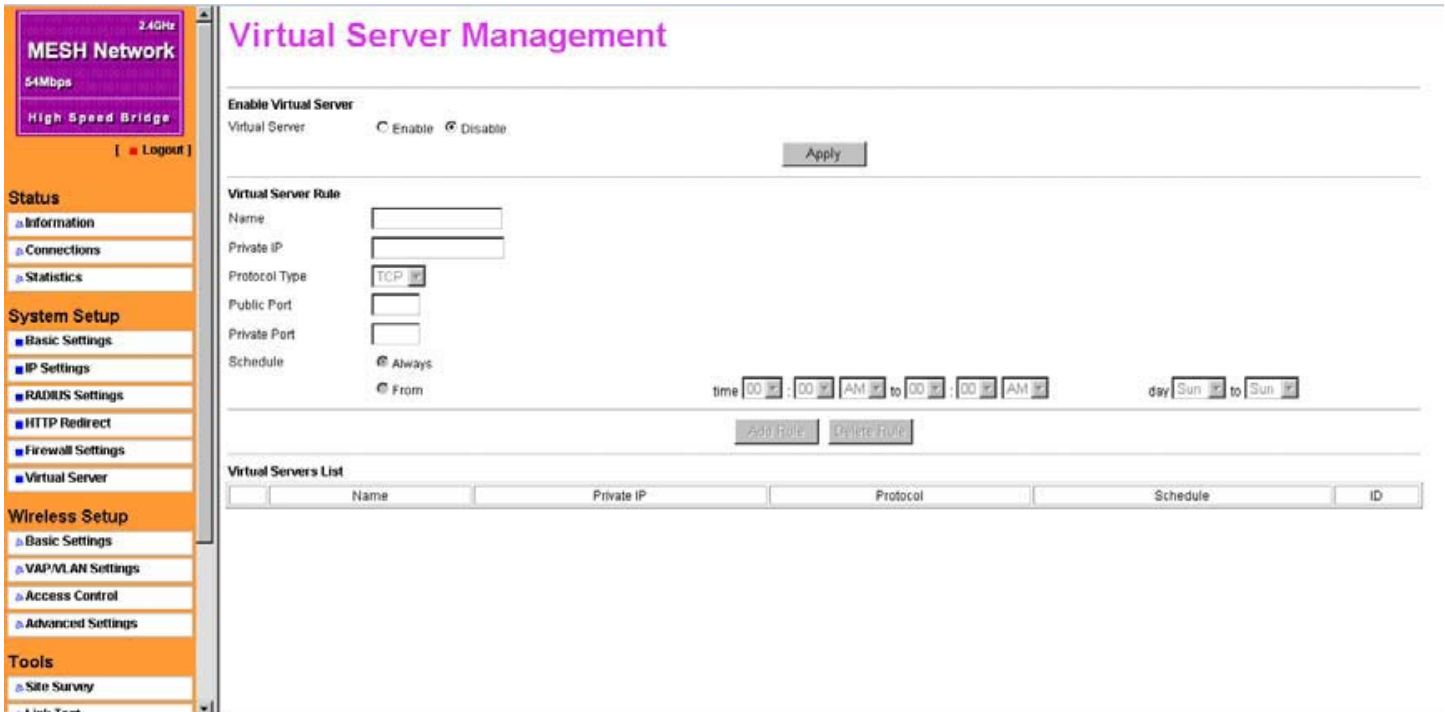 2.4GHz
MESH Network
54Mbps
High Speed Bridge
[ Logout ]
Status
Information
Connections
Statistics
System Setup
Basic Settings
IP Settings
RADIUS Settings
HTTP Redirect
Firewall Settings
Virtual Server
Wireless Setup
Basic Settings
VAP/VLAN Settings
Access Control
Advanced Settings
Tools
Site Survey
Link Test
Virtual Server Management
Enable Virtual Server
Virtual Server Enable Disable
Apply
Virtual Server Rule
Name
Private IP
Protocol Type TCP
Public Port
Private Port
Schedule Always
From time 00 : 00 AM to 00 : 00 AM day Sun to Sun
Add Rule Delete Rule
Virtual Servers List
Name Private IP Protocol Schedule ID